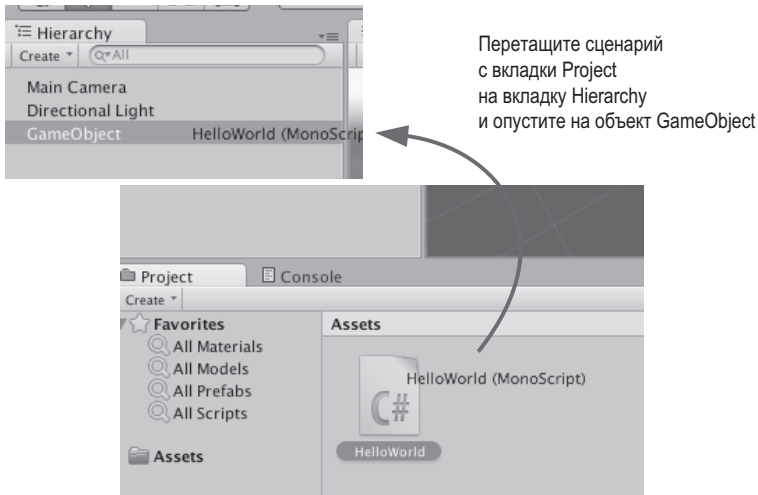 Hierarchy
Create
All
Main Camera
Directional Light
GameObject
HelloWorld (MonoScrip
Перетащите сценарий
с вкладки Project
на вкладку Hierarchy
и опустите на объект GameObject
Project
Console
Create
Favorites
All Materials
All Models
All Prefabs
All Scripts
Assets
Assets
HelloWorld (MonoScript)
C#
HelloWorld